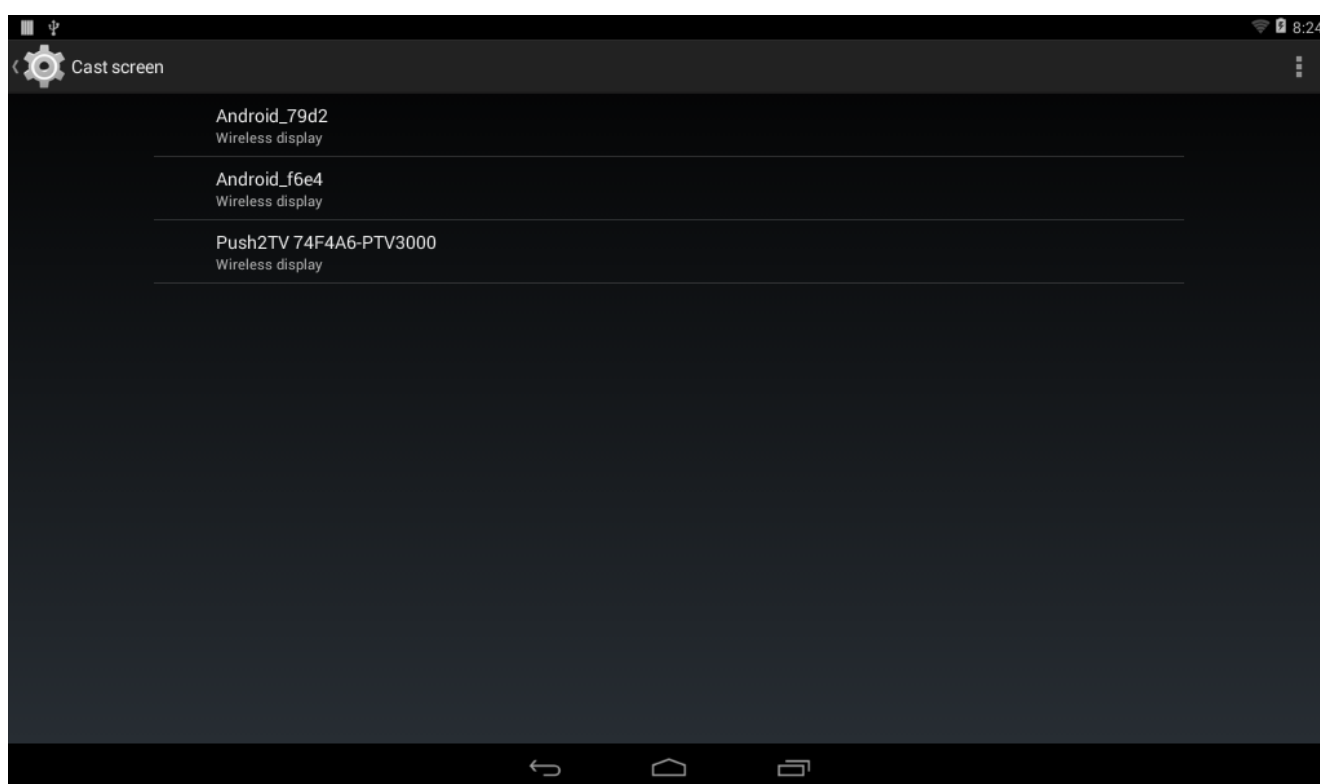 8:24
Cast screen
Android_79d2
Wireless display
Android_f6e4
Wireless display
Push2TV 74F4A6-PTV3000
Wireless display